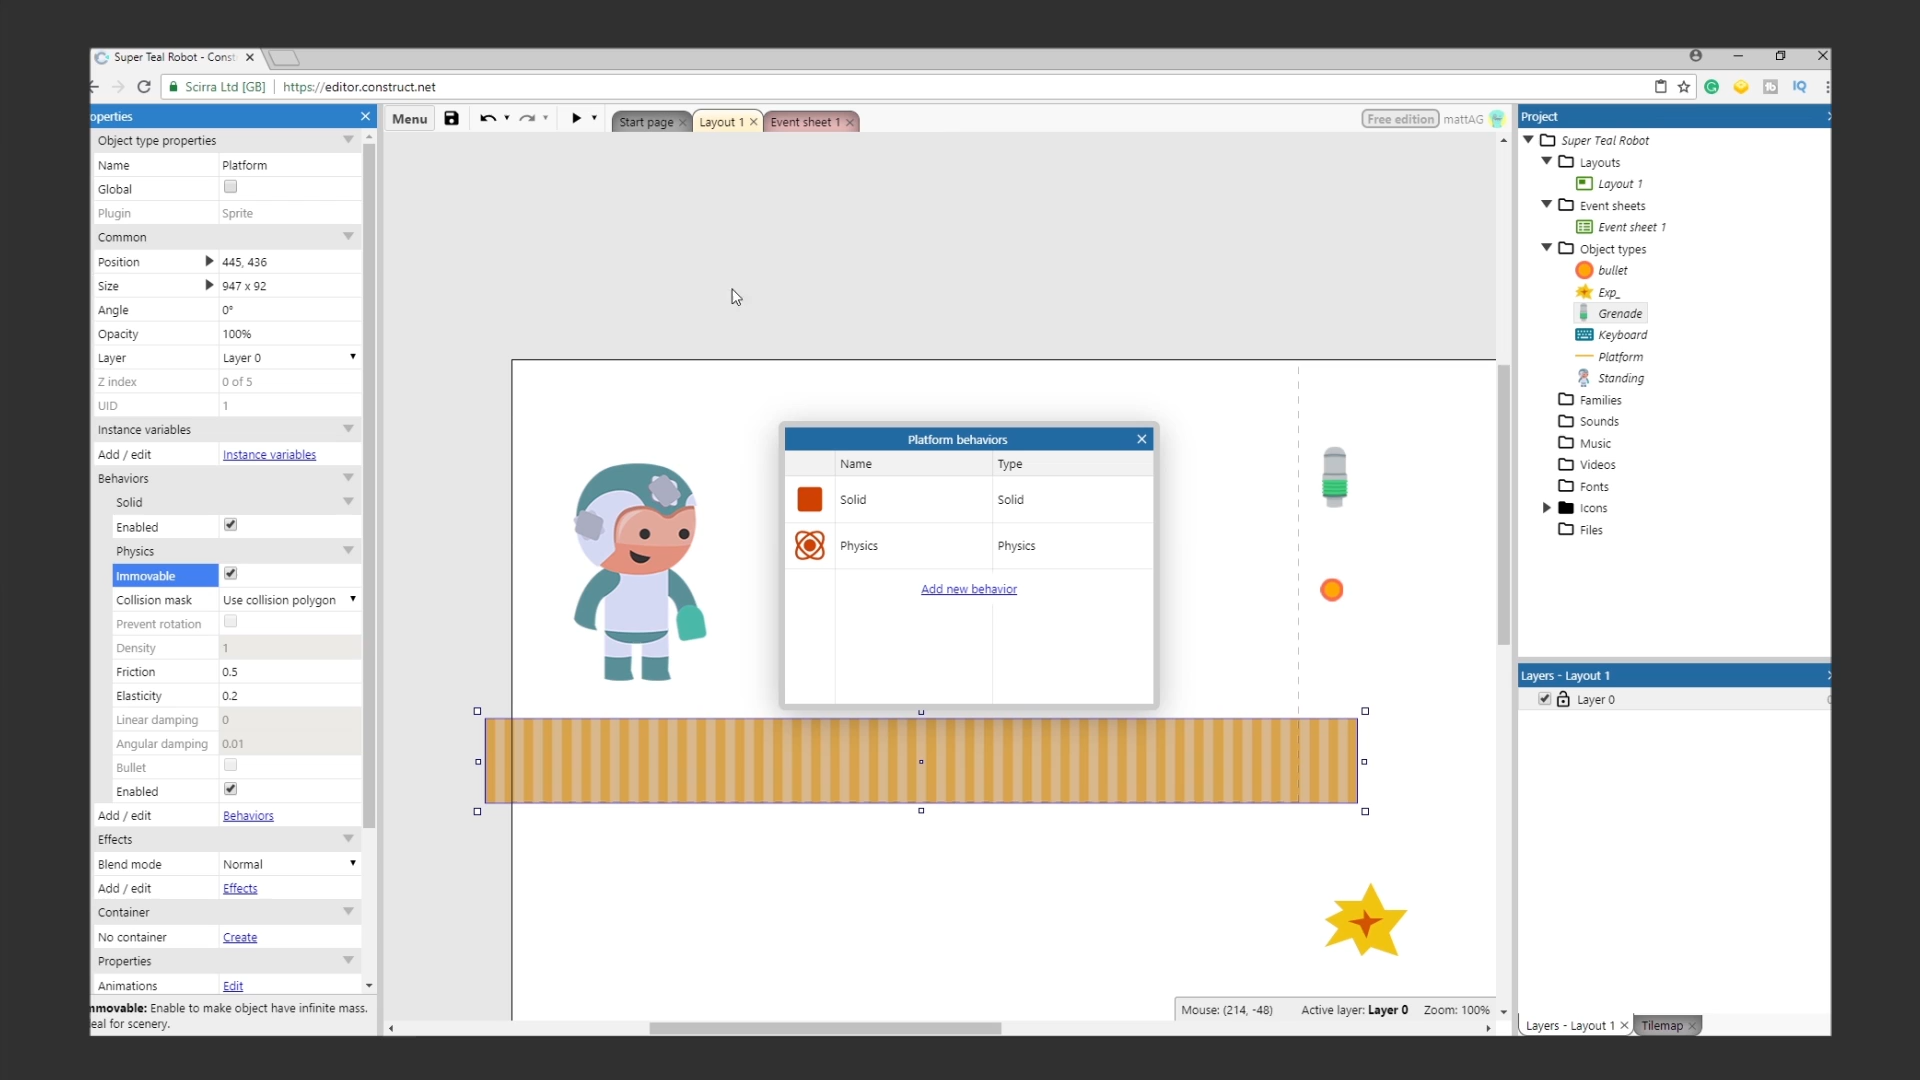 Super Teal Robot - Const
Scirra Ltd [GB]
https://editor.construct.net
operties
Object type properties
Name Platform
Global
Plugin Sprite
Common
Position 445, 436
Size 947 x 92
Angle 0°
Opacity 100%
Layer Layer 0
Z index 0 of 5
UID 1
Instance variables
Add / edit Instance variables
Behaviors
Solid
Enabled
Physics
Immovable
Collision mask Use collision polygon
Prevent rotation
Density 1
Friction 0.5
Elasticity 0.2
Linear damping 0
Angular damping 0.01
Bullet
Enabled
Add / edit Behaviors
Effects
Blend mode Normal
Add / edit Effects
Container
No container Create
Properties
Animations Edit
mmovable: Enable to make object have infinite mass.
eal for scenery.
Menu
Start page
Layout 1
Event sheet 1
Free edition
mattAG
Platform behaviors
Name Type
Solid Solid
Physics Physics
Add new behavior
Mouse: (214, -48) Active layer: Layer 0 Zoom: 100%
Project
Super Teal Robot
Layouts
Layout 1
Event sheets
Event sheet 1
Object types
bullet
Exp_
Grenade
Keyboard
Platform
Standing
Families
Sounds
Music
Videos
Fonts
Icons
Files
Layers - Layout 1
Layer 0
Layers - Layout 1
Tilemap